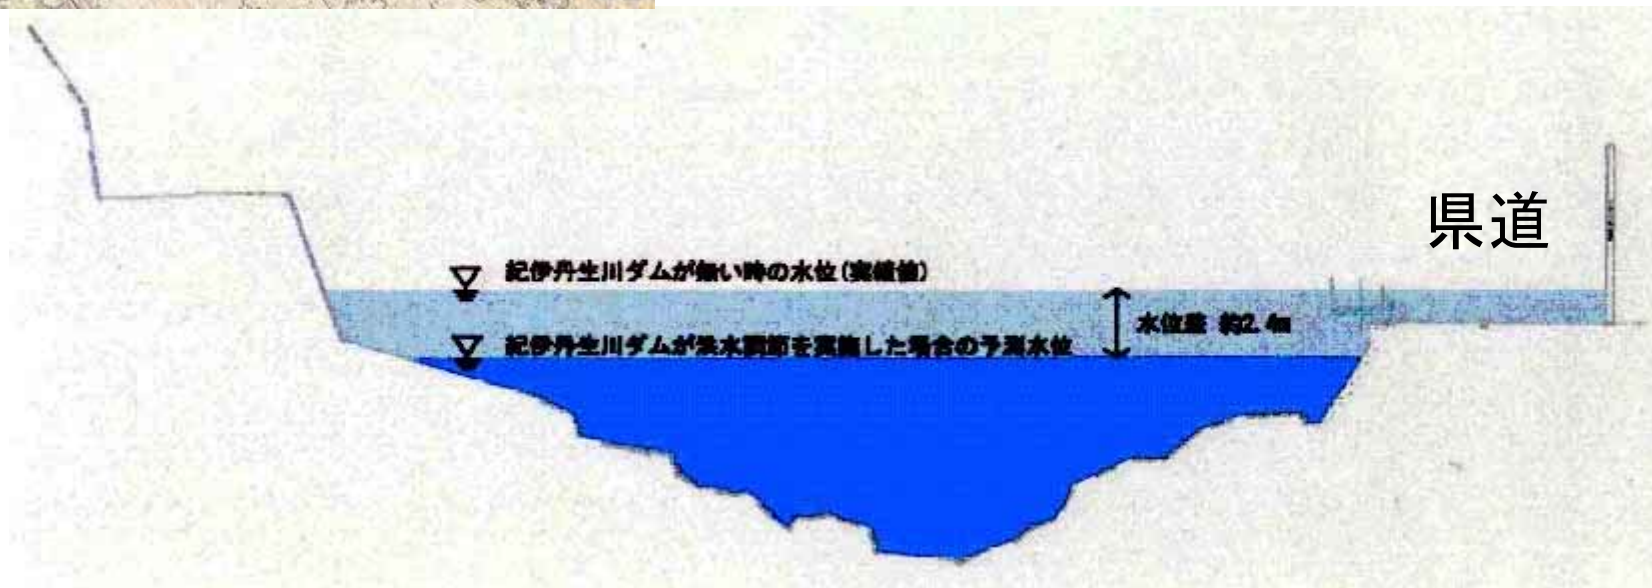 県道
紀伊丹生川ダムが無い時の水位(実績値)
水位差 約2.4m
紀伊丹生川ダムが洪水調節を実施した場合の予測水位